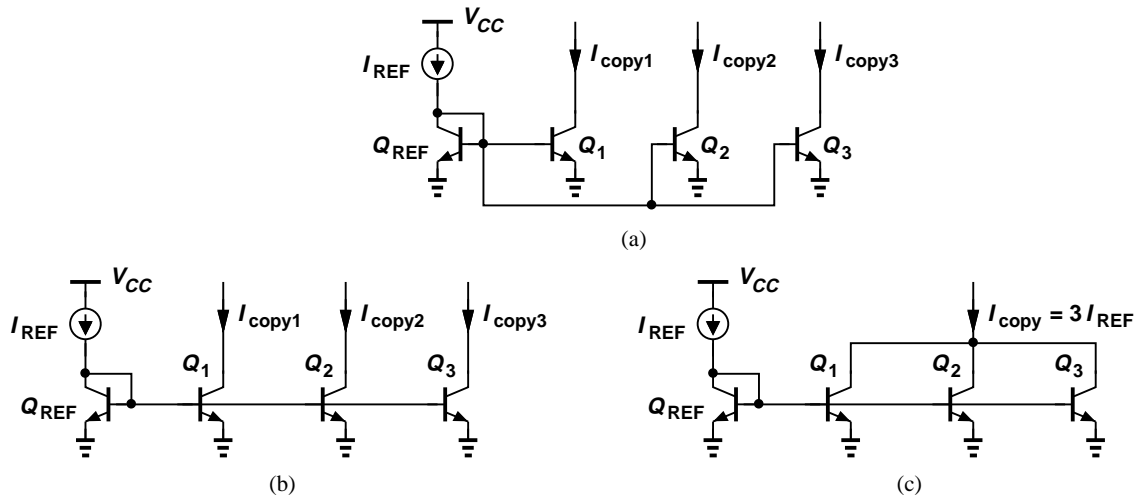 V_CC
I_REF
I_copy1
I_copy2
I_copy3
Q_REF
Q_1
Q_2
Q_3
(a)
V_CC
I_REF
I_copy1
I_copy2
I_copy3
Q_1
Q_2
Q_3
Q_REF
(b)
V_CC
I_REF
I_copy = 3 I_REF
Q_1
Q_2
Q_3
Q_REF
(c)